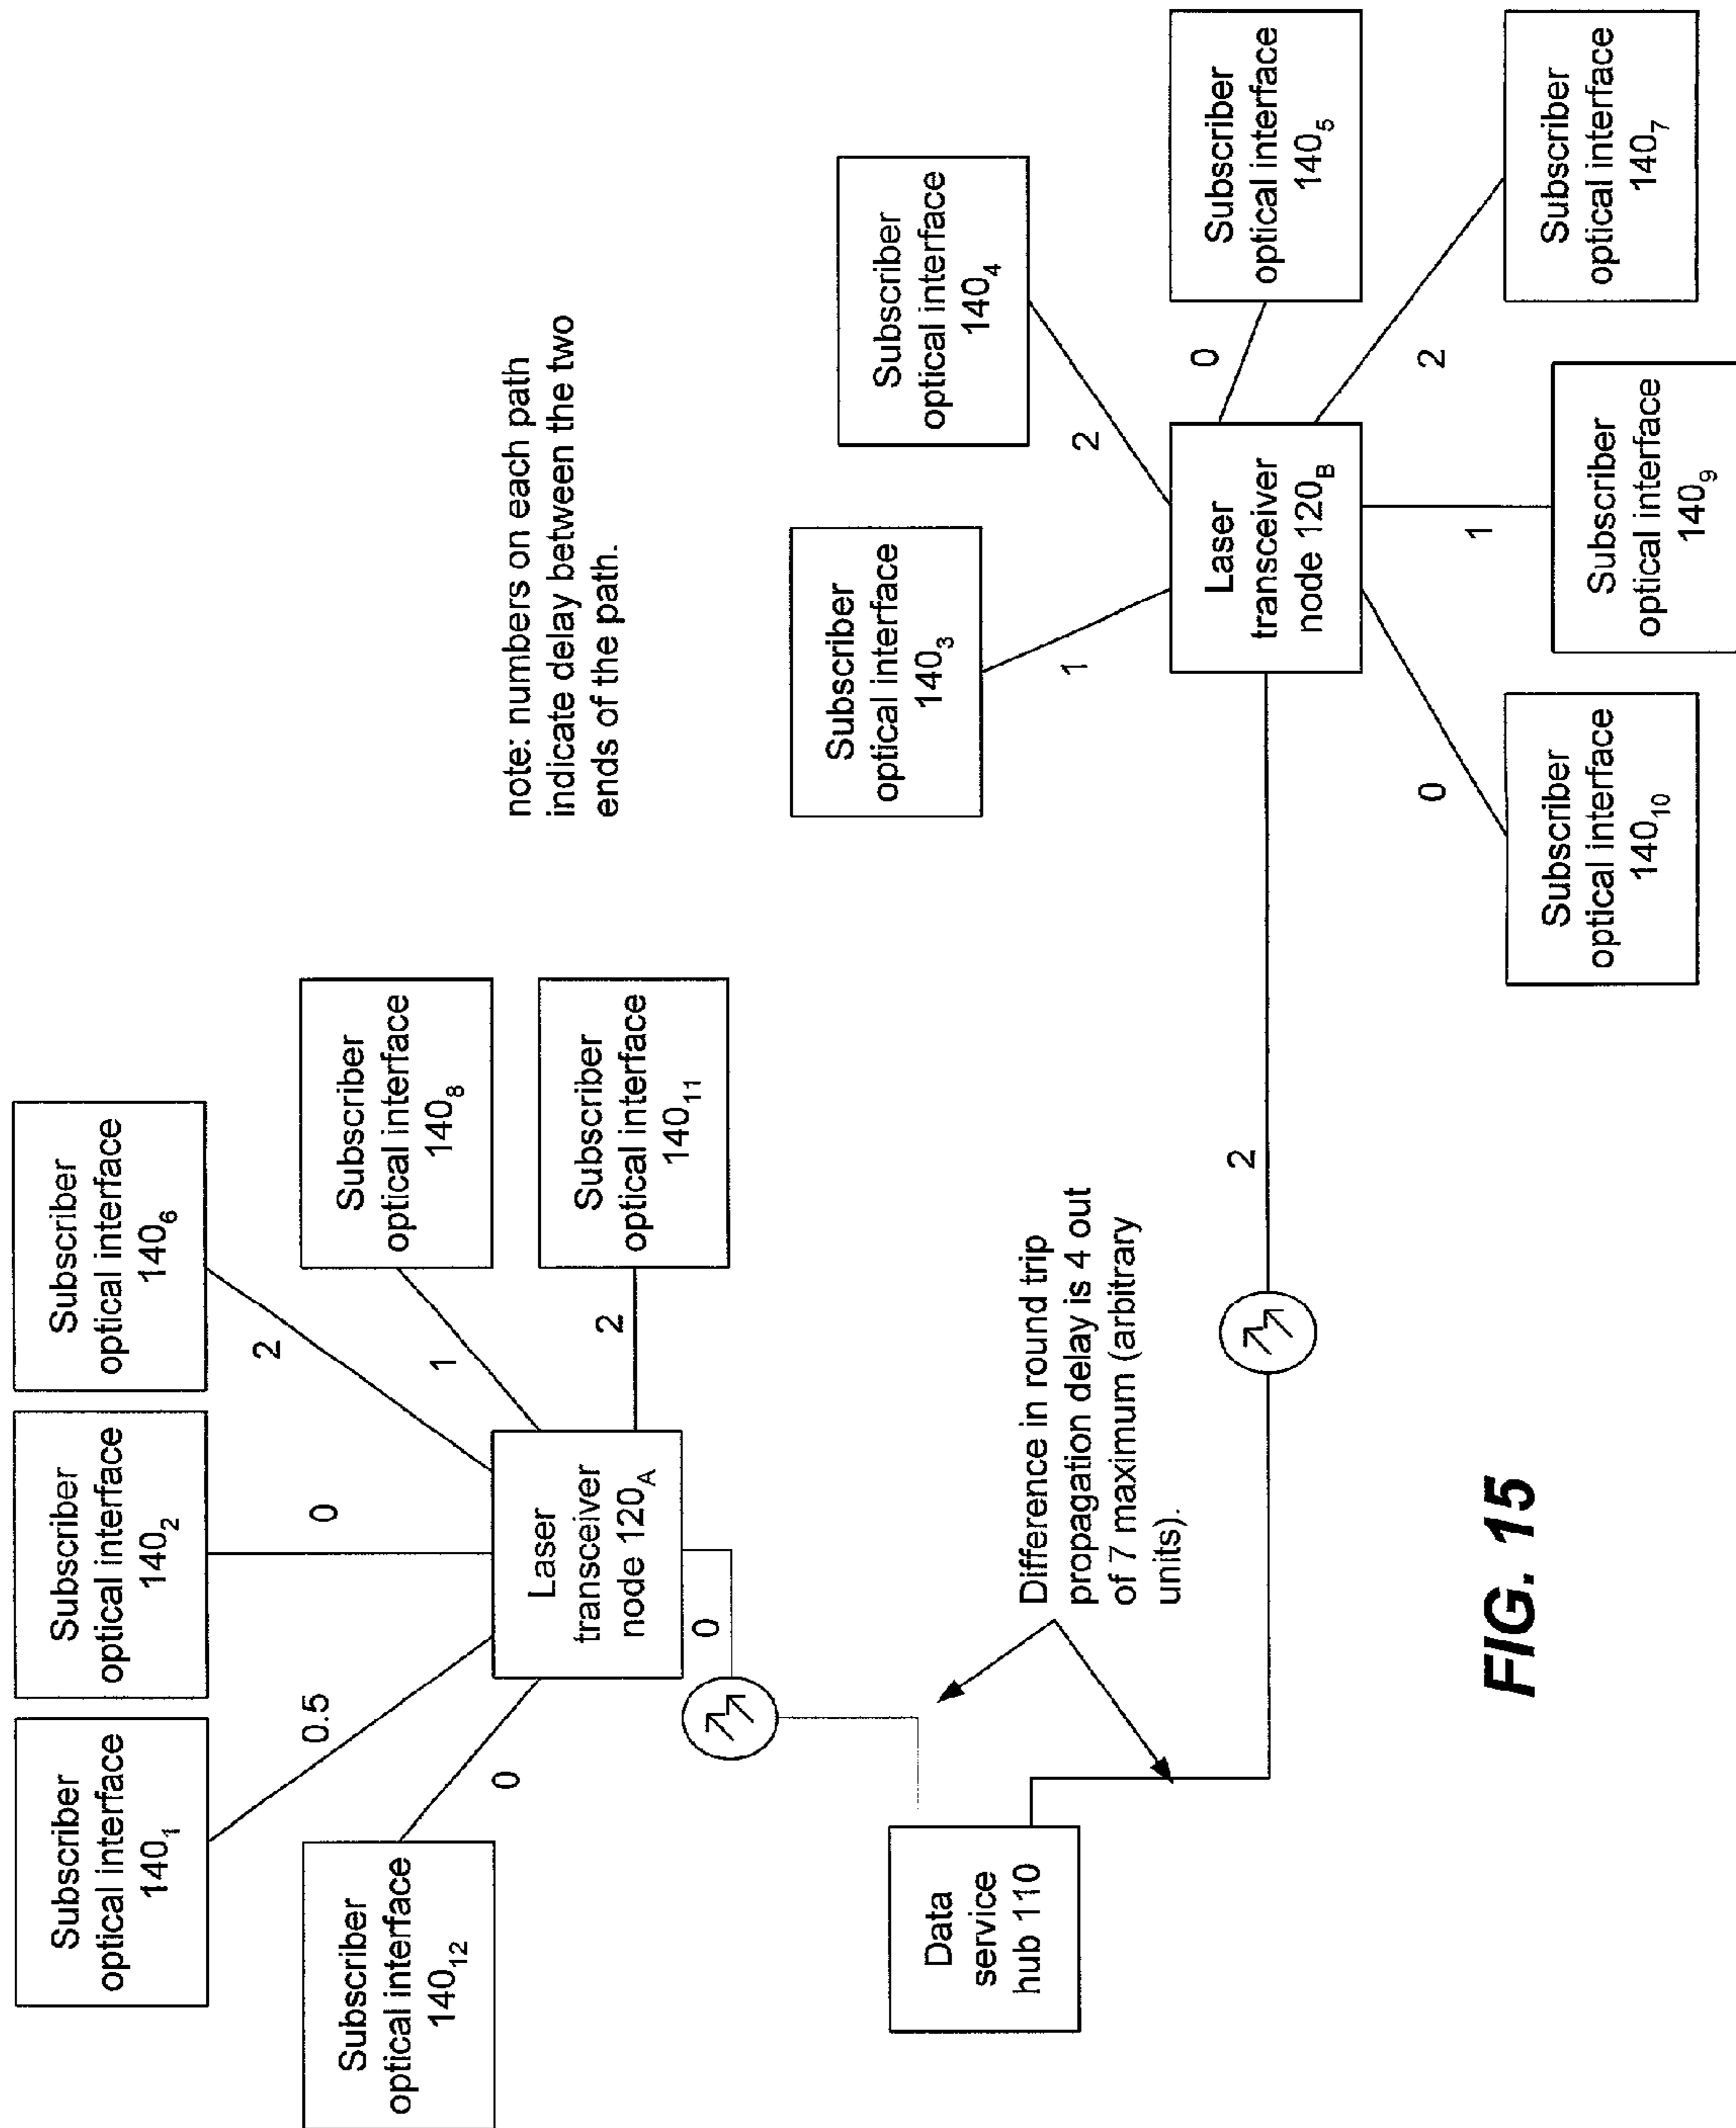 Subscriber
optical interface
140₁
Subscriber
optical interface
140₂
Subscriber
optical interface
140₆
0.5
0
2
Subscriber
optical interface
140₁₂
0
Subscriber
optical interface
140₈
1
Laser
transceiver
node 120A
Subscriber
optical interface
140₁₁
2
0
note: numbers on each path
indicate delay between the two
ends of the path.
Data
service
hub 110
Difference in round trip
propagation delay is 4 out
of 7 maximum (arbitrary
units).
2
Subscriber
optical interface
140₃
1
Subscriber
optical interface
140₄
2
Laser
transceiver
node 120B
0
Subscriber
optical interface
140₅
0
Subscriber
optical interface
140₁₀
1
Subscriber
optical interface
140₉
2
Subscriber
optical interface
140₇
FIG. 15